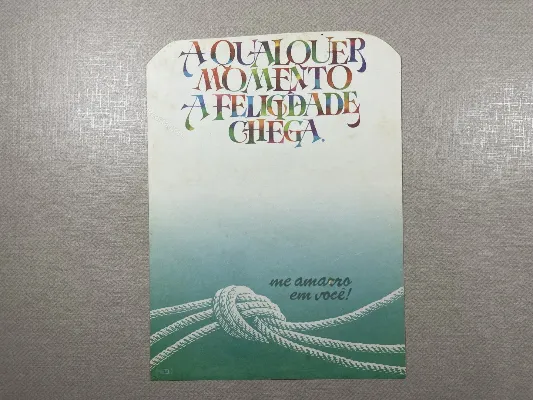 A QUALQUER
MOMENTO
A FELICIDADE
CHEGA.
me amarro
em você!